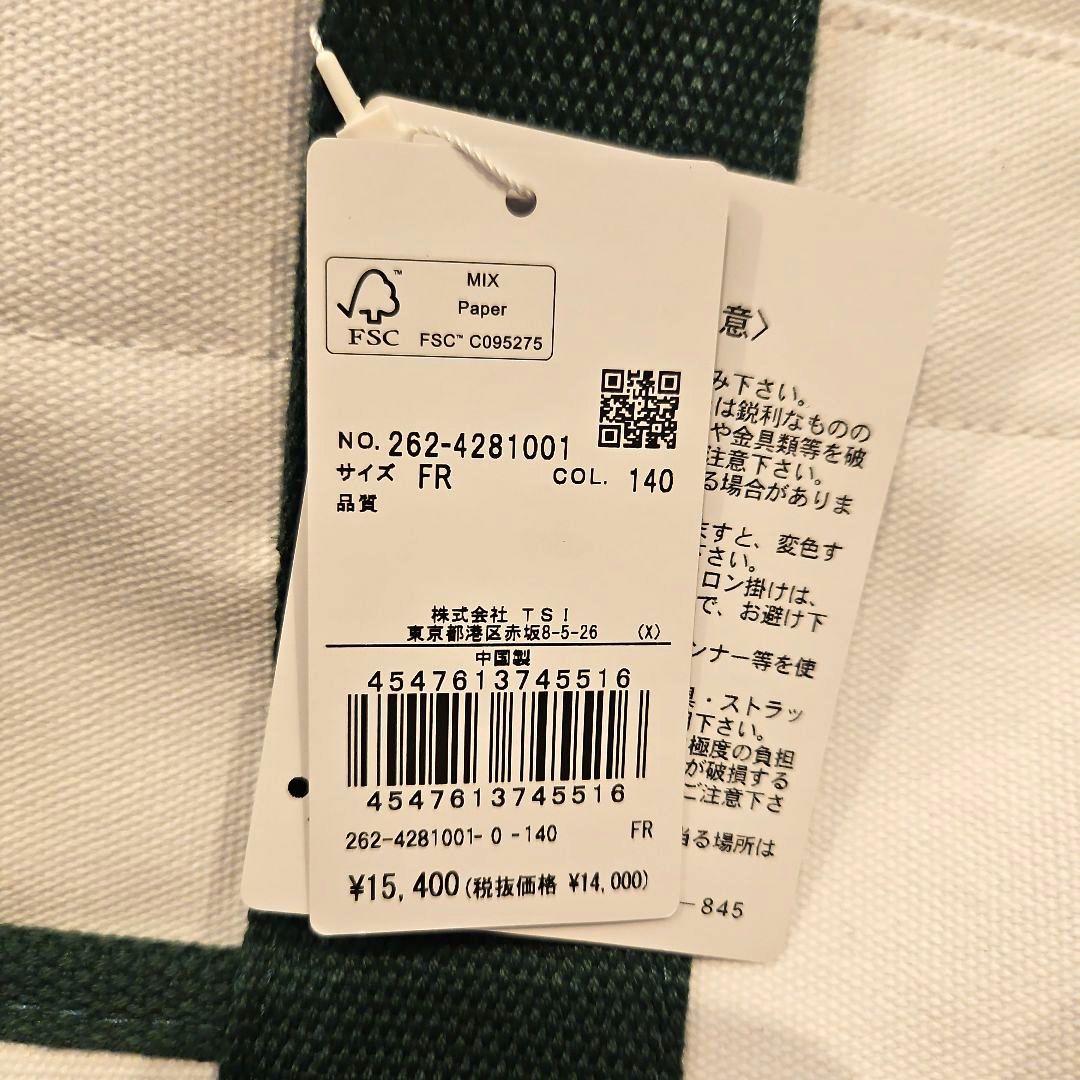 MIX
Paper
FSC™ C095275
FSC
NO. 262-4281001
サイズ FR COL. 140
品質
株式会社 TSI
東京都港区赤坂8-5-26 (X)
中国製
4547613745516
4547613745516
262-4281001-0-140 FR
¥15,400(税抜価格 ¥14,000)
意〉
み下さい。
は鋭利なものの
や金具類等を破
注意下さい。
る場合がありま
ますと、変色す
さい。
ロン掛けは、
で、お避け下
ンナー等を使
具・ストラッ
下さい。
極度の負担
が破損する
ご注意下さ
当る場所は
-845